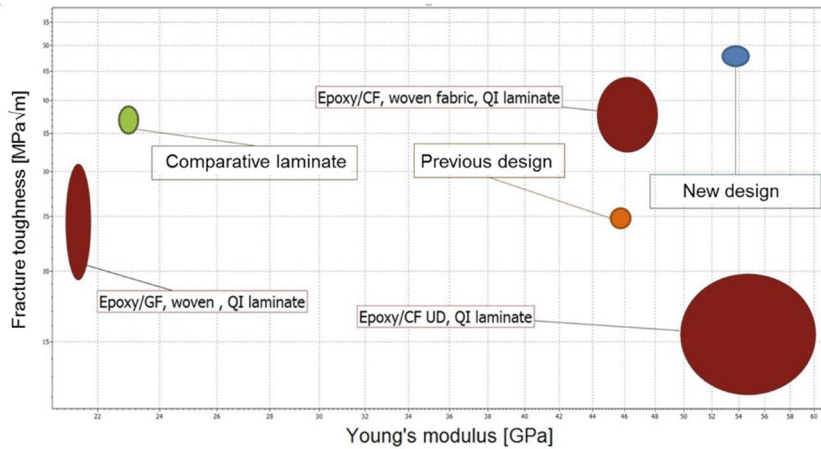 Fracture toughness [MPa√m]
Epoxy/CF, woven fabric, QI laminate
Comparative laminate
Previous design
New design
Epoxy/GF, woven , QI laminate
Epoxy/CF UD, QI laminate
22 24 26 28 30 32 34 36 38 40 42 44 46 48 50 52 54 56 58 60
Young's modulus [GPa]